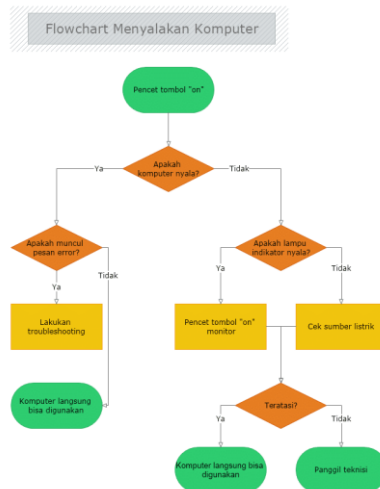 Flowchart Menyalakan Komputer
Pencet tombol "on"
Apakah
komputer nyala?
Ya
Tidak
Apakah muncul
pesan error?
Apakah lampu
indikator nyala?
Tidak
Ya
Ya
Tidak
Lakukan
troubleshooting
Pencet tombol "on"
monitor
Cek sumber listrik
Komputer langsung
bisa digunakan
Teratasi?
Ya
Tidak
Komputer langsung bisa
digunakan
Panggil teknisi